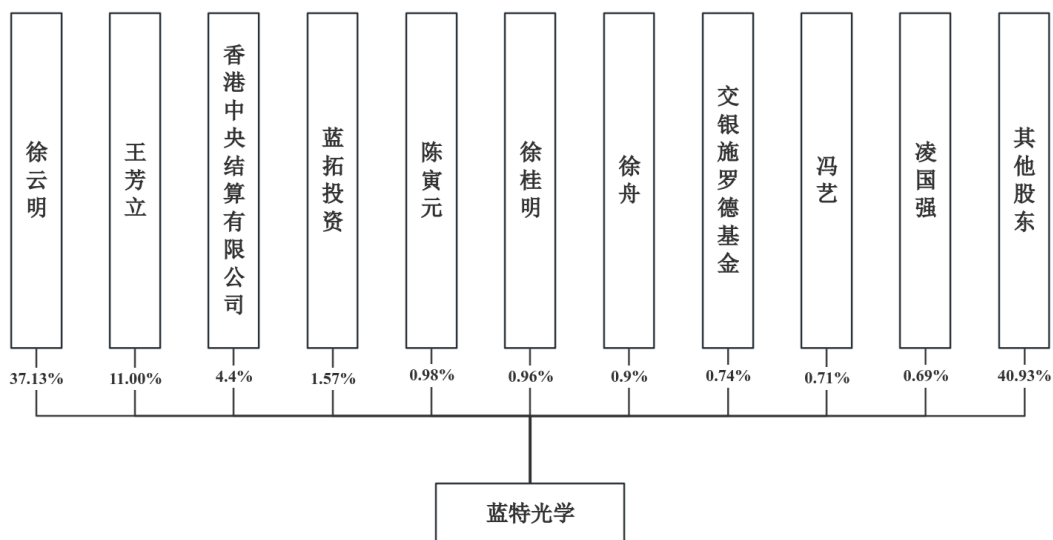 徐云明
王芳立
香港中央结算有限公司
蓝拓投资
陈寅元
徐桂明
徐舟
交银施罗德基金
冯艺
凌国强
其他股东
37.13%
11.00%
4.4%
1.57%
0.98%
0.96%
0.9%
0.74%
0.71%
0.69%
40.93%
蓝特光学